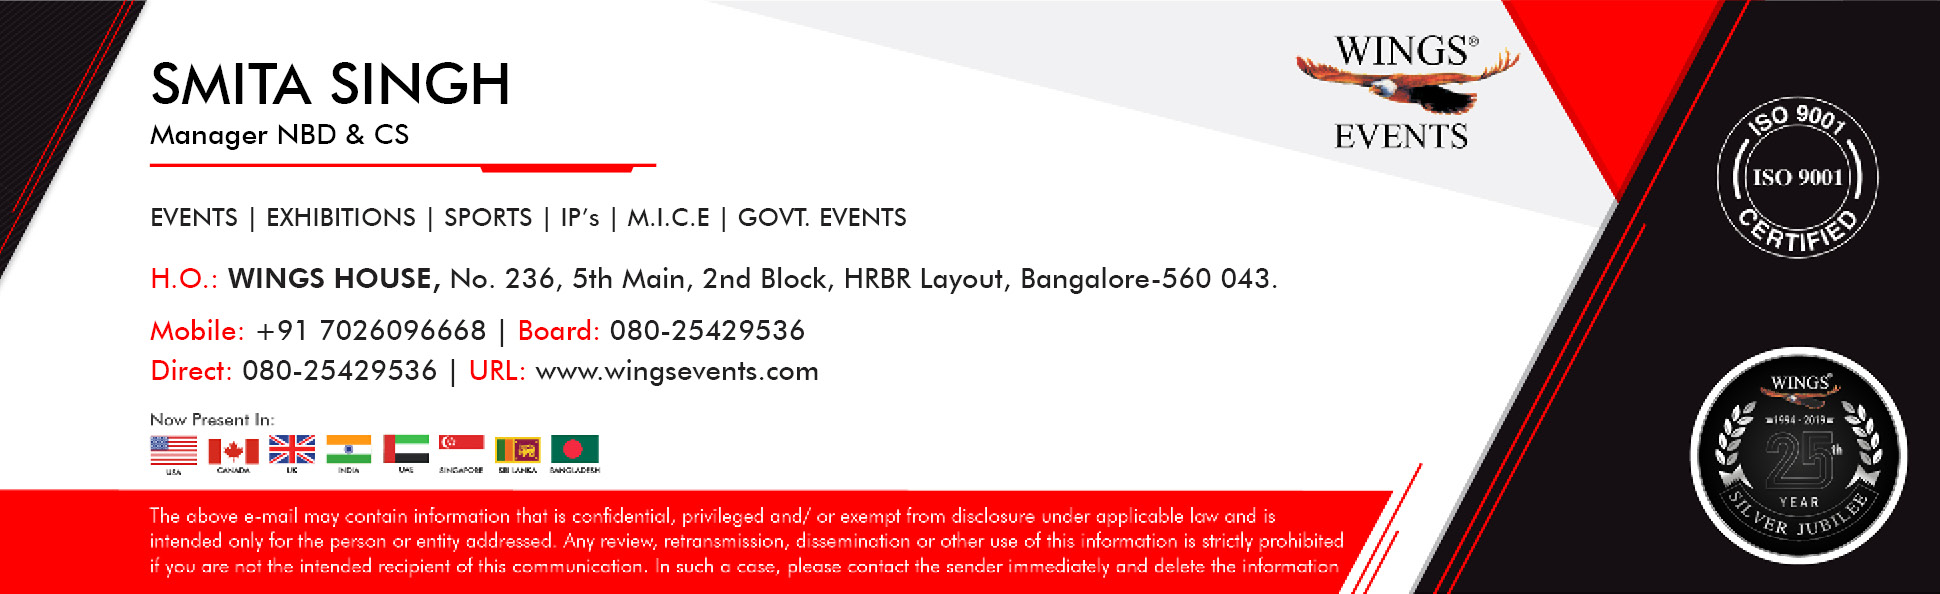 SMITA SINGH
Manager NBD & CS
EVENTS | EXHIBITIONS | SPORTS | IP's | M.I.C.E | GOVT. EVENTS
H.O.: WINGS HOUSE, No. 236, 5th Main, 2nd Block, HRBR Layout, Bangalore-560 043.
Mobile: +91 7026096668 | Board: 080-25429536
Direct: 080-25429536 | URL: www.wingsevents.com
Now Present In:
USA CANADA UK INDIA UAE SINGAPORE SRI LANKA BANGLADESH
The above e-mail may contain information that is confidential, privileged and/ or exempt from disclosure under applicable law and is
intended only for the person or entity addressed. Any review, retransmission, dissemination or other use of this information is strictly prohibited
if you are not the intended recipient of this communication. In such a case, please contact the sender immediately and delete the information
WINGS®
EVENTS
ISO 9001
ISO 9001
CERTIFIED
WINGS®
1994 - 2019
25th
YEAR
SILVER JUBILEE